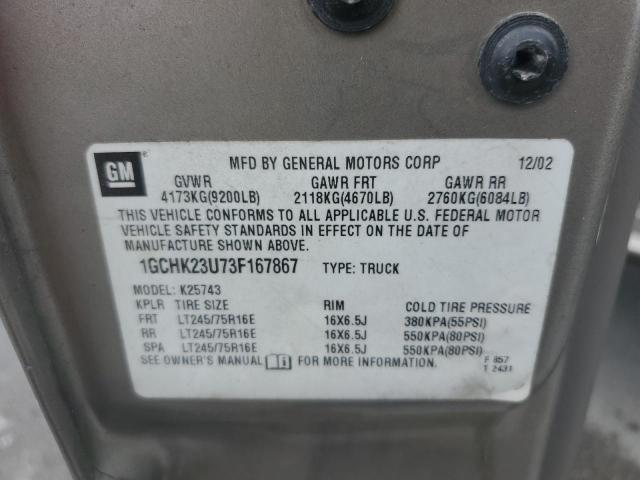 GM
MFD BY GENERAL MOTORS CORP 12/02
GVWR GAWR FRT GAWR RR
4173KG(9200LB) 2118KG(4670LB) 2760KG(6084LB)
THIS VEHICLE CONFORMS TO ALL APPLICABLE U.S. FEDERAL MOTOR
VEHICLE SAFETY STANDARDS IN EFFECT ON THE DATE OF
MANUFACTURE SHOWN ABOVE.
1GCHK23U73F167867 TYPE: TRUCK
MODEL: K25743
KPLR TIRE SIZE RIM COLD TIRE PRESSURE
FRT LT245/75R16E 16X6.5J 380KPA(55PSI)
RR LT245/75R16E 16X6.5J 550KPA(80PSI)
SPA LT245/75R16E 16X6.5J 550KPA(80PSI)
SEE OWNER'S MANUAL FOR MORE INFORMATION.
F 857
T 2431